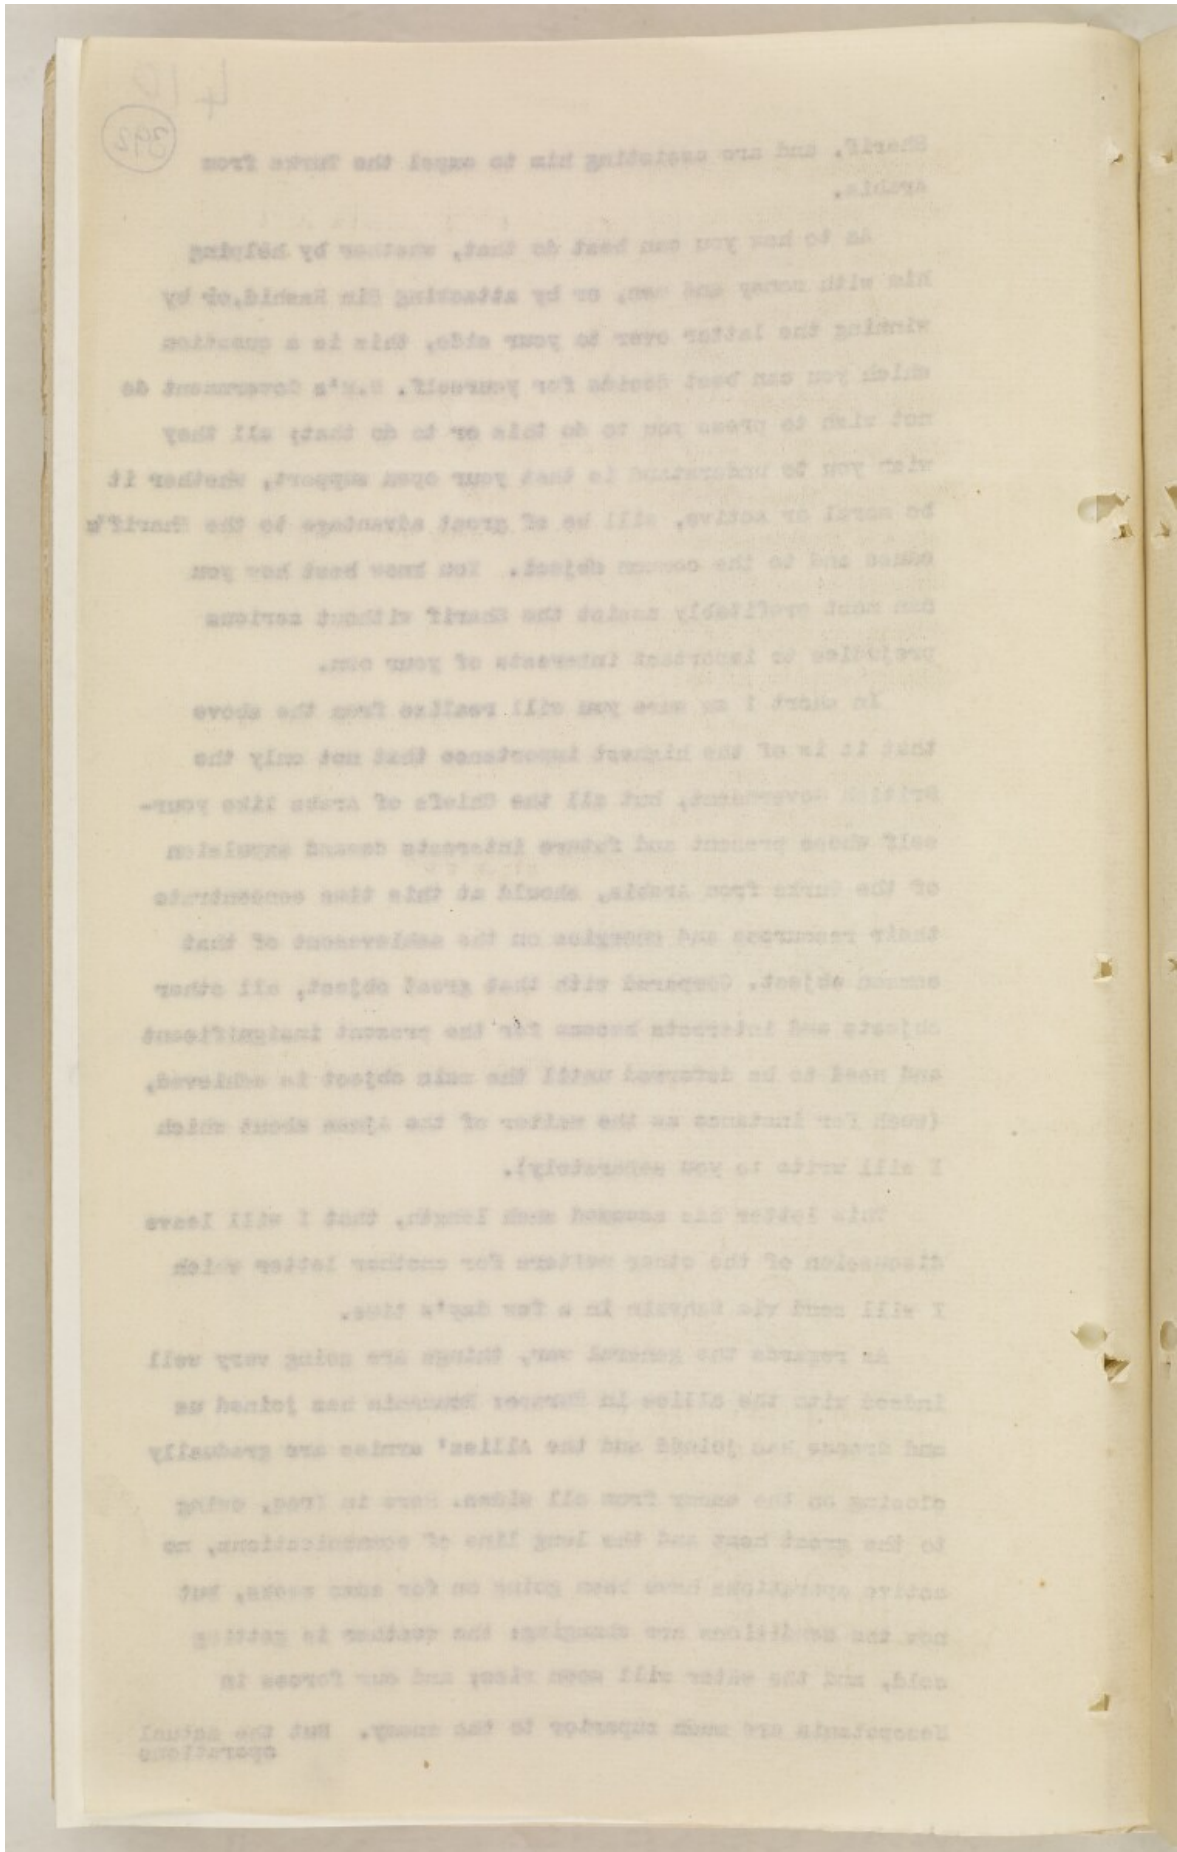 4
392
Sharif, and are assisting him to expel the Turks from
Arabia.
As to how you can best do that, whether by helping
him with money and men, or by attacking Bin Rashid, or by
winning the latter over to your side, this is a question
which you can best decide for yourself. H.M's Government do
not wish to press you to do this or to do that; all they
wish you to understand is that your open support, whether it
be moral or active, will be of great advantage to the Sharif's
cause and to the common object. You know best how you
can most profitably assist the Sharif without serious
prejudice to important interests of your own.
In short I am sure you will realize from the above
that it is of the highest importance that not only the
British Government, but all the Chiefs of Arabs like your-
self whose present and future interests demand expulsion
of the Turks from Arabia, should at this time concentrate
their resources and energies on the achievement of that
common object. Compared with that great object, all other
objects and interests become for the present insignificant
and need to be deferred until the main object is achieved,
(such for instance as the matter of the Ajman about which
I will write to you separately).
This letter has assumed such length, that I will leave
discussion of the other matters for another letter which
I will send via Bahrain in a few day's time.
As regards the general war, things are going very well
indeed with the Allies in Europe; Roumania has joined us
and Greece has joined and the Allies' armies are gradually
closing on the enemy from all sides. Here in Iraq, owing
to the great heat and the long line of communications, no
active operations have been going on for some weeks, but
now the conditions are changing: the weather is getting
cold, and the water will soon rise; and our forces in
Mesopotamia are much superior to the enemy. But the actual
operations